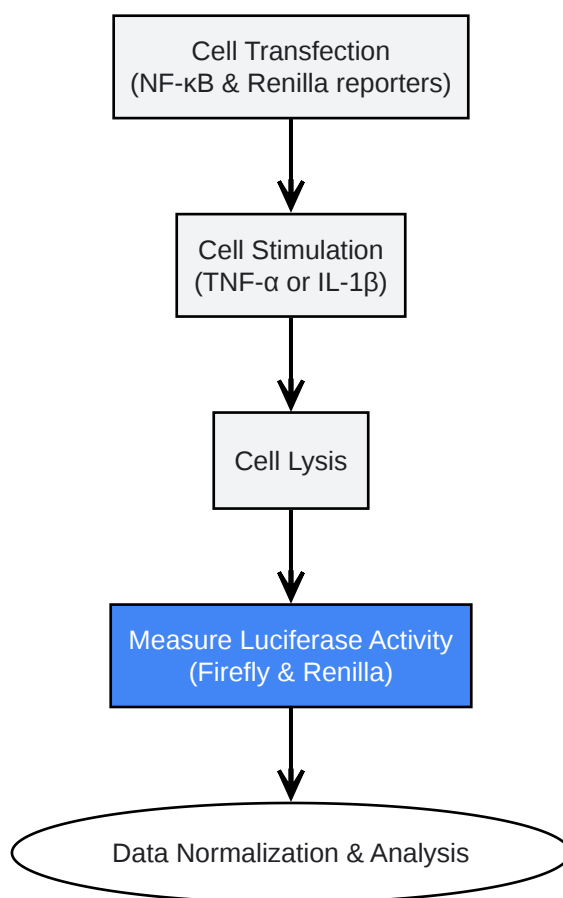 Cell Transfection
(NF-κB & Renilla reporters)
Cell Stimulation
(TNF-α or IL-1β)
Cell Lysis
Measure Luciferase Activity
(Firefly & Renilla)
Data Normalization & Analysis